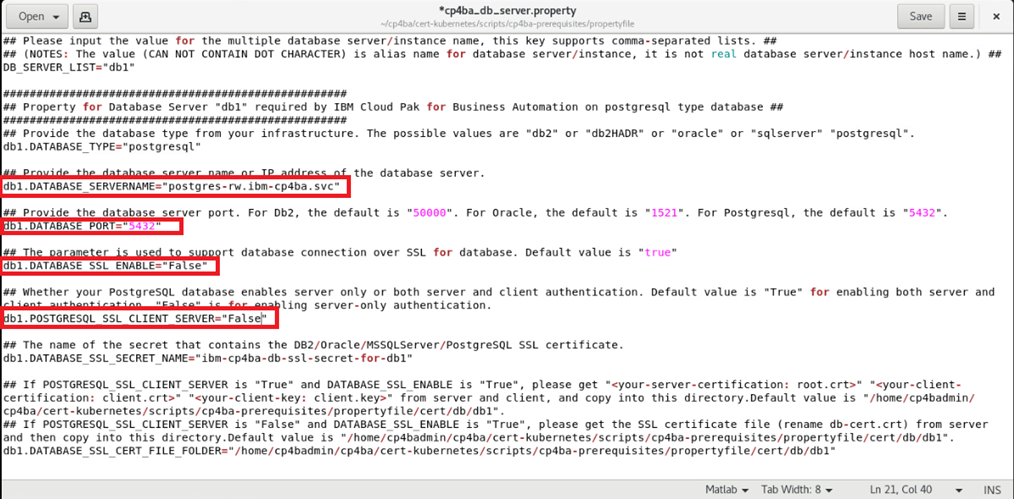 Open
*cp4ba_db_server.property
~/cp4ba/cert-kubernetes/scripts/cp4ba-prerequisites/propertyfile
Save
## Please input the value for the multiple database server/instance name, this key supports comma-separated lists. ##
## (NOTES: The value (CAN NOT CONTAIN DOT CHARACTER) is alias name for database server/instance, it is not real database server/instance host name.) ##
DB_SERVER_LIST="db1"
####################################################
## Property for Database Server "db1" required by IBM Cloud Pak for Business Automation on postgresql type database ##
####################################################
## Provide the database type from your infrastructure. The possible values are "db2" or "db2HADR" or "oracle" or "sqlserver" "postgresql".
db1.DATABASE_TYPE="postgresql"
## Provide the database server name or IP address of the database server.
db1.DATABASE_SERVERNAME="postgres-rw.ibm-cp4ba.svc"
## Provide the database server port. For Db2, the default is "50000". For Oracle, the default is "1521". For Postgresql, the default is "5432".
db1.DATABASE_PORT="5432"
## The parameter is used to support database connection over SSL for database. Default value is "true"
db1.DATABASE_SSL_ENABLE="False"
## Whether your PostgreSQL database enables server only or both server and client authentication. Default value is "True" for enabling both server and
client authentication, "False" is for enabling server-only authentication.
db1.POSTGRESQL_SSL_CLIENT_SERVER="False"
## The name of the secret that contains the DB2/Oracle/MSSQLServer/PostgreSQL SSL certificate.
db1.DATABASE_SSL_SECRET_NAME="ibm-cp4ba-db-ssl-secret-for-db1"
## If POSTGRESQL_SSL_CLIENT_SERVER is "True" and DATABASE_SSL_ENABLE is "True", please get "<your-server-certification: root.crt>" "<your-client-
certification: client.crt>" "<your-client-key: client.key>" from server and client, and copy into this directory.Default value is "/home/cp4badmin/
cp4ba/cert-kubernetes/scripts/cp4ba-prerequisites/propertyfile/cert/db/db1".
## If POSTGRESQL_SSL_CLIENT_SERVER is "False" and DATABASE_SSL_ENABLE is "True", please get the SSL certificate file (rename db-cert.crt) from server
and then copy into this directory.Default value is "/home/cp4badmin/cp4ba/cert-kubernetes/scripts/cp4ba-prerequisites/propertyfile/cert/db/db1".
db1.DATABASE_SSL_CERT_FILE_FOLDER="/home/cp4badmin/cp4ba/cert-kubernetes/scripts/cp4ba-prerequisites/propertyfile/cert/db/db1"
Matlab Tab Width: 8 Ln 21, Col 40 INS